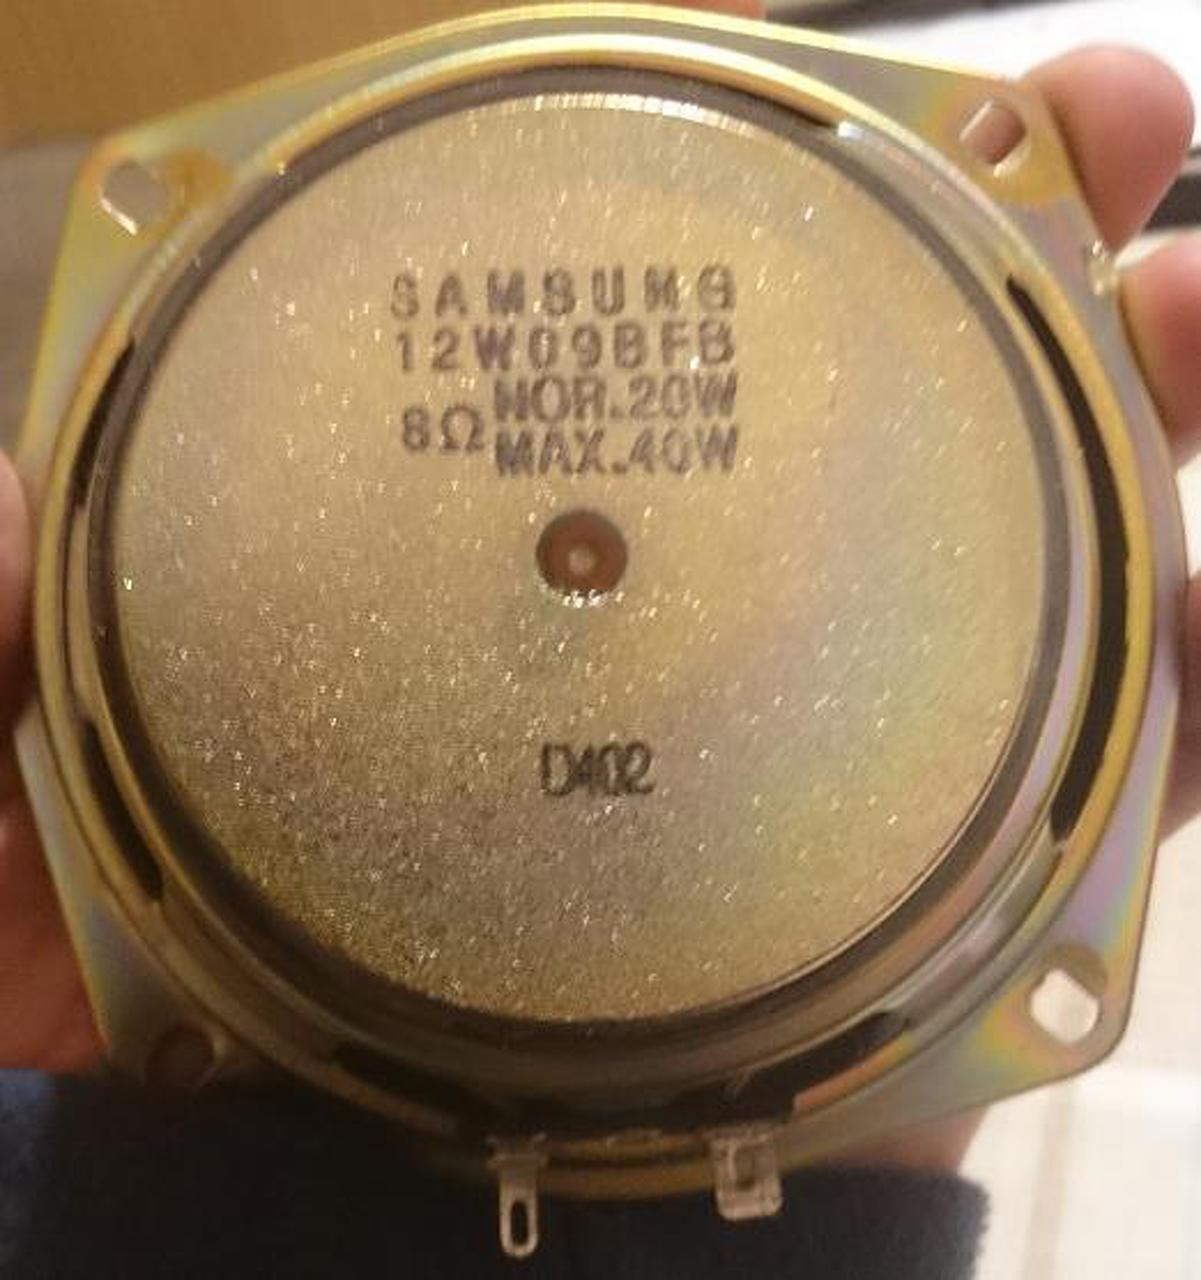 SAMSUNG
12W09BFB
8Ω NOR.20W
MAX.40W
D402